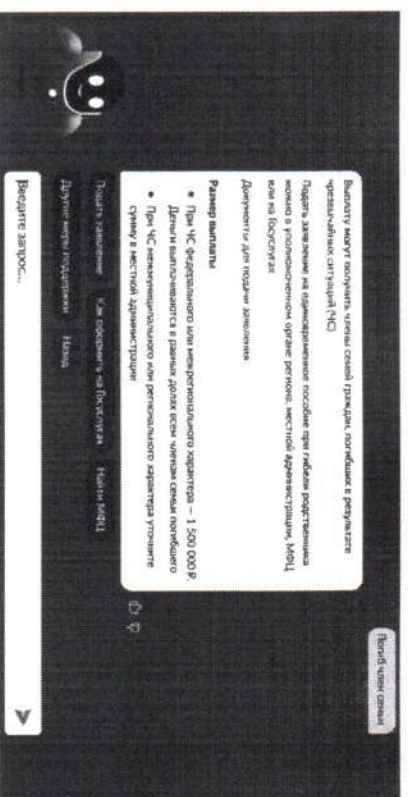 Погиб член семьи
Выплату могут получить члены семей граждан, погибших в результате
чрезвычайных ситуаций (ЧС)
Подать заявление на единовременное пособие при гибели родственника
можно в уполномоченном органе региона, местной администрации, МФЦ
или на Госуслугах
Документы для подачи заявления
Размер выплаты
• При ЧС федерального или межрегионального характера — 1 500 000 ₽.
Деньги выплачиваются в равных долях всем членам семьи погибшего
• При ЧС межмуниципального или регионального характера уточните
сумму в местной администрации
Подать заявление Как оформить на Госуслугах Найти МФЦ
Другие меры поддержки Назад
Введите запрос...